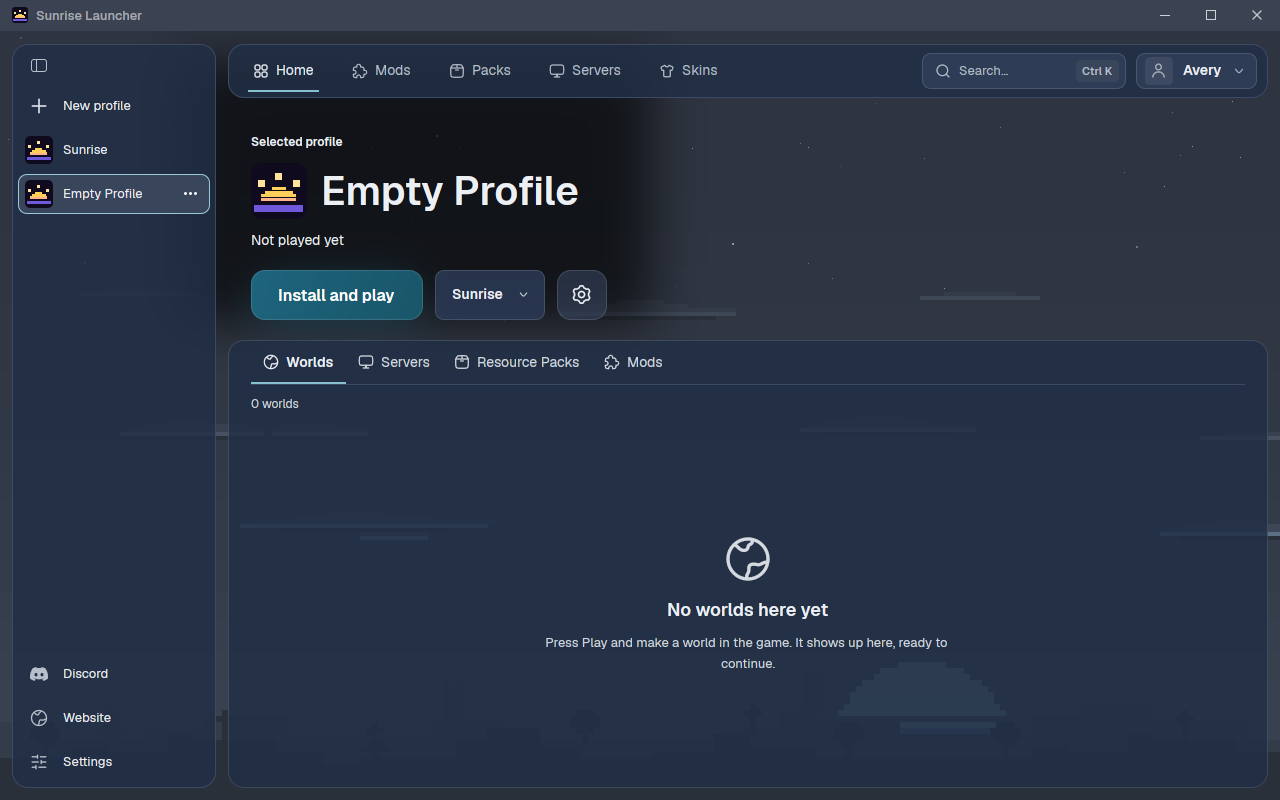 Sunrise Launcher
New profile
Sunrise
Empty Profile
Discord
Website
Settings
Home Mods Packs Servers Skins Search... Ctrl K Avery
Selected profile
Empty Profile
Not played yet
Install and play Sunrise
Worlds Servers Resource Packs Mods
0 worlds
No worlds here yet
Press Play and make a world in the game. It shows up here, ready to
continue.